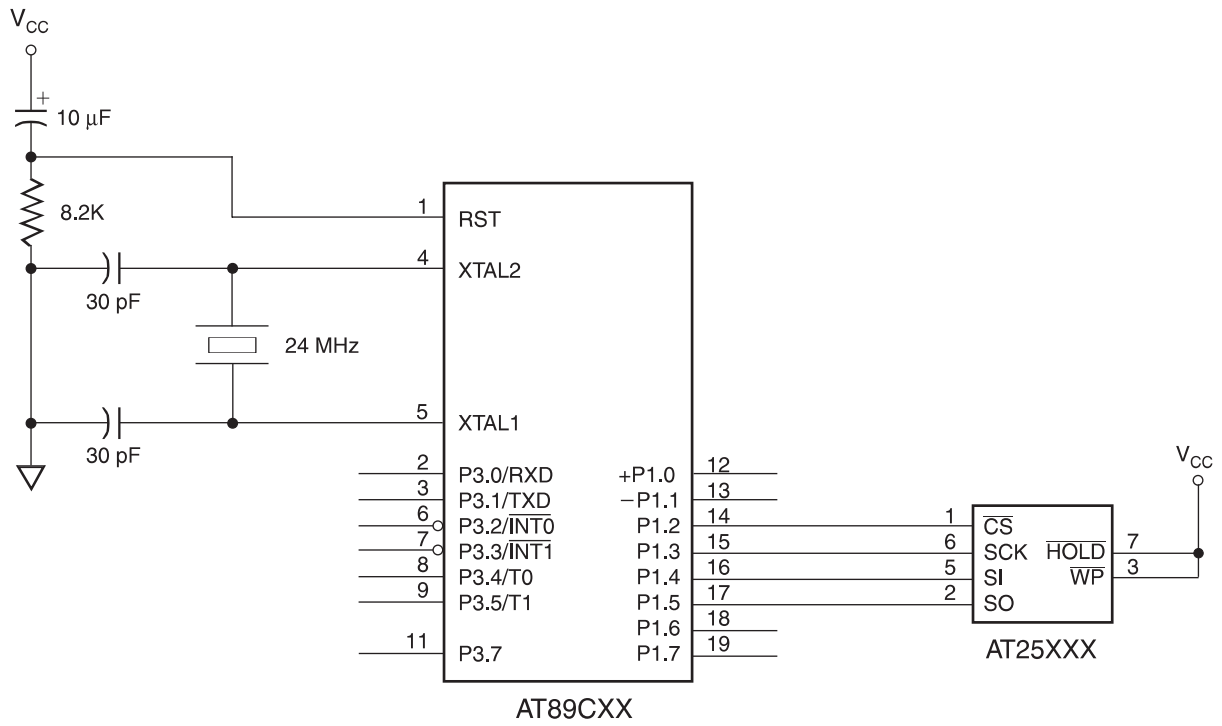 VCC
+
10 μF
8.2K
30 pF
24 MHz
30 pF
1 RST
4 XTAL2
5 XTAL1
2 P3.0/RXD
3 P3.1/TXD
6 P3.2/INT0
7 P3.3/INT1
8 P3.4/T0
9 P3.5/T1
11 P3.7
+P1.0 12
−P1.1 13
P1.2 14
P1.3 15
P1.4 16
P1.5 17
P1.6 18
P1.7 19
AT89CXX
1 CS
6 SCK
5 SI
2 SO
HOLD 7
WP 3
VCC
AT25XXX